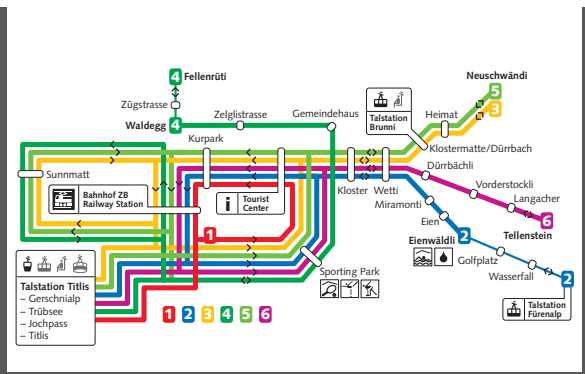 4 Fellenrüti
Neuschwändi
5
3
Zügstrasse
Waldegg 4
Zelglistrasse
Gemeindehaus
Talstation
Brunni
Heimat
Kurpark
Klostermatte/Dürrbach
Sunnmatt
Bahnhof ZB
Railway Station
i
Tourist
Center
Kloster
Wetti
Dürrbächli
Vorderstockli
Langacher
Miramonti
6
Eien
Tellenstein
1
2
Eienwäldli
Golfplatz
Wasserfall
2
Sporting Park
Talstation Titlis
– Gerschnialp
– Trübsee
– Jochpass
– Titlis
1 2 3 4 5 6
Talstation
Fürenalp